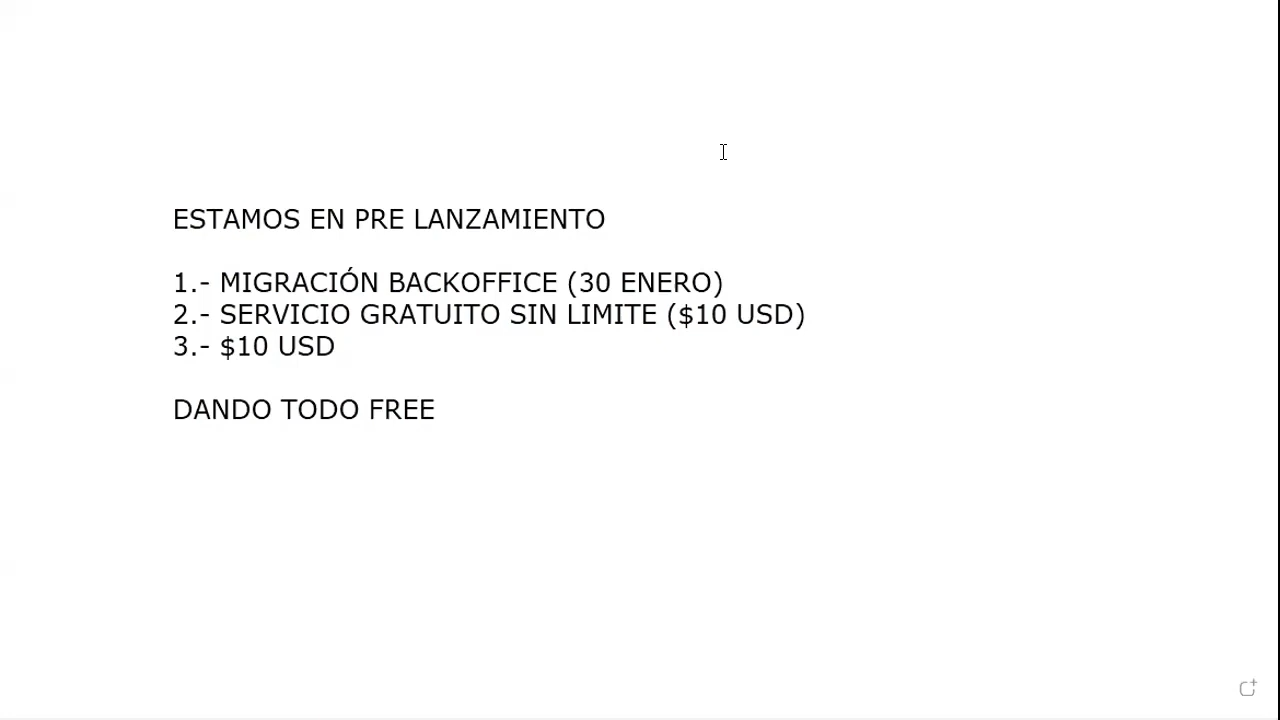 ESTAMOS EN PRE LANZAMIENTO
1.- MIGRACIÓN BACKOFFICE (30 ENERO)
2.- SERVICIO GRATUITO SIN LIMITE ($10 USD)
3.- $10 USD
DANDO TODO FREE